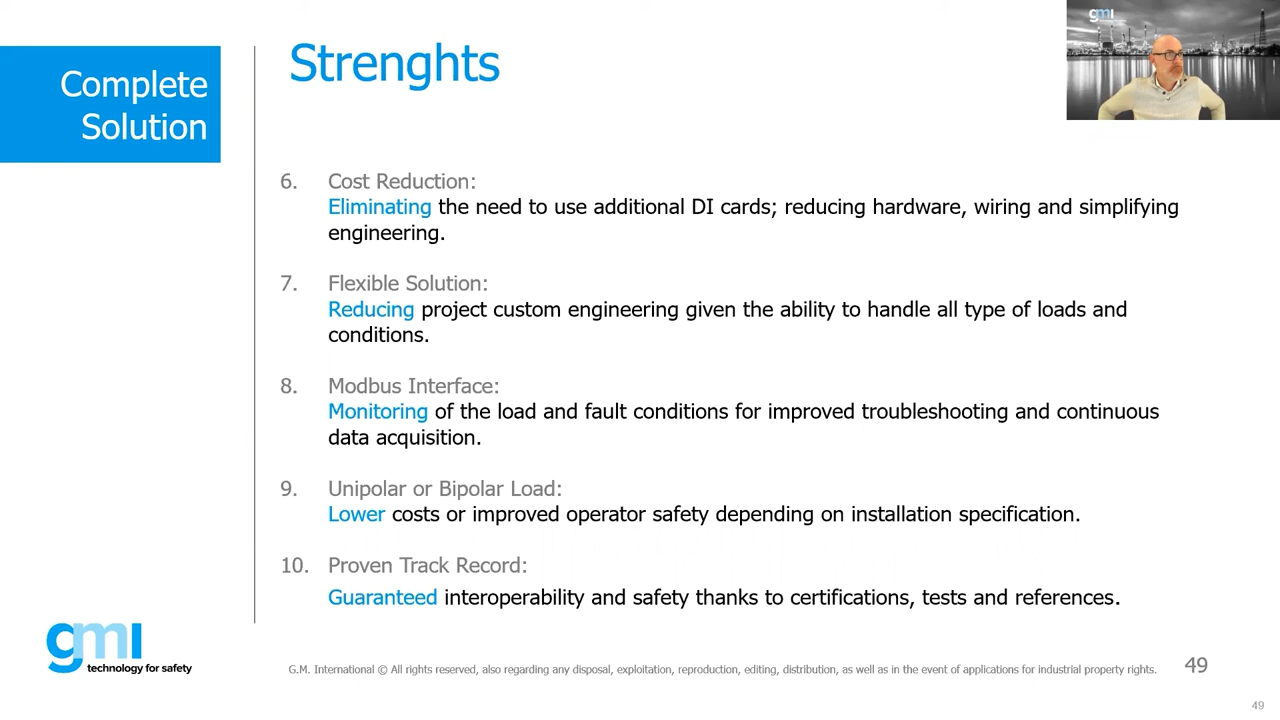 gmi
Complete
Solution
Strenghts
6. Cost Reduction:
Eliminating the need to use additional DI cards; reducing hardware, wiring and simplifying
engineering.
7. Flexible Solution:
Reducing project custom engineering given the ability to handle all type of loads and
conditions.
8. Modbus Interface:
Monitoring of the load and fault conditions for improved troubleshooting and continuous
data acquisition.
9. Unipolar or Bipolar Load:
Lower costs or improved operator safety depending on installation specification.
10. Proven Track Record:
Guaranteed interoperability and safety thanks to certifications, tests and references.
gmi
technology for safety
G.M. International © All rights reserved, also regarding any disposal, exploitation, reproduction, editing, distribution, as well as in the event of applications for industrial property rights.
49
49